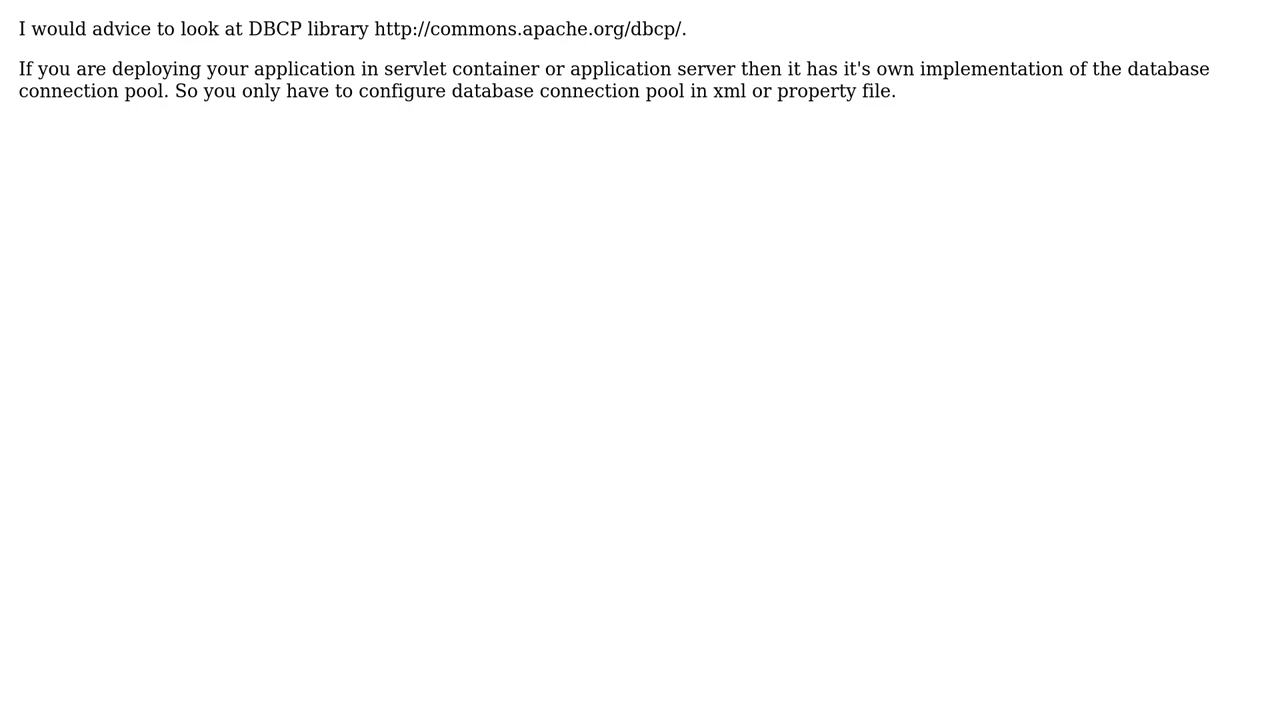 I would advice to look at DBCP library http://commons.apache.org/dbcp/.
If you are deploying your application in servlet container or application server then it has it's own implementation of the database
connection pool. So you only have to configure database connection pool in xml or property file.